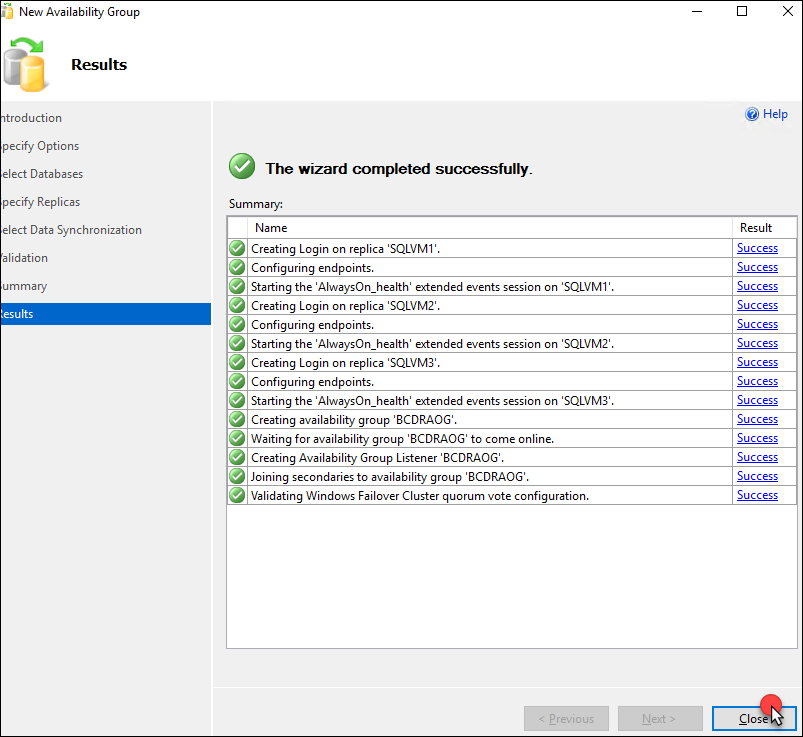 New Availability Group
Results
Help
ntroduction
pecify Options
elect Databases
pecify Replicas
elect Data Synchronization
alidation
ummary
esults
The wizard completed successfully.
Summary:
Name Result
Creating Login on replica 'SQLVM1'. Success
Configuring endpoints. Success
Starting the 'AlwaysOn_health' extended events session on 'SQLVM1'. Success
Creating Login on replica 'SQLVM2'. Success
Configuring endpoints. Success
Starting the 'AlwaysOn_health' extended events session on 'SQLVM2'. Success
Creating Login on replica 'SQLVM3'. Success
Configuring endpoints. Success
Starting the 'AlwaysOn_health' extended events session on 'SQLVM3'. Success
Creating availability group 'BCDRAOG'. Success
Waiting for availability group 'BCDRAOG' to come online. Success
Creating Availability Group Listener 'BCDRAOG'. Success
Joining secondaries to availability group 'BCDRAOG'. Success
Validating Windows Failover Cluster quorum vote configuration. Success
< Previous Next > Close